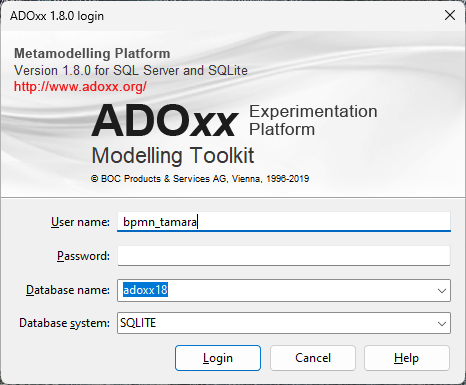 ADOxx 1.8.0 login
Metamodelling Platform
Version 1.8.0 for SQL Server and SQLite
http://www.adoxx.org/
ADOxx Experimentation Platform
Modelling Toolkit
© BOC Products & Services AG, Vienna, 1996-2019
User name: bpmn_tamara
Password:
Database name: adoxx18
Database system: SQLITE
Login Cancel Help